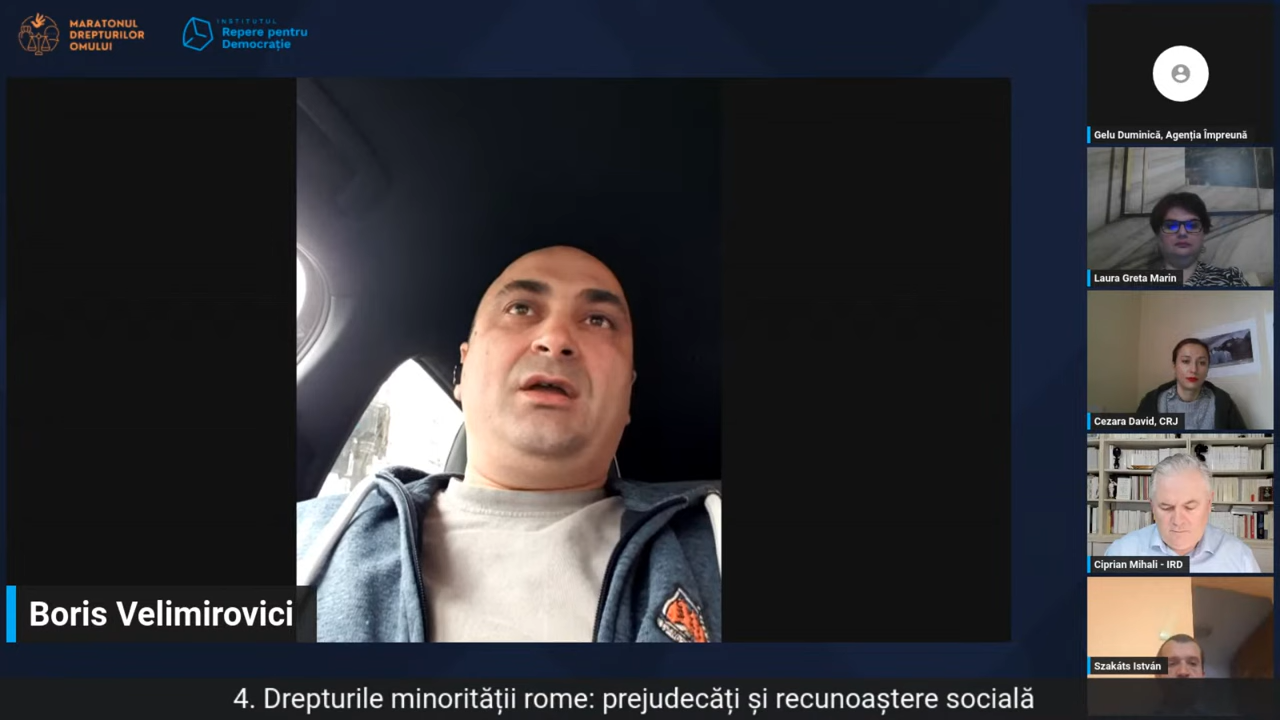 MARATONUL
DREPTURILOR
OMULUI
INSTITUTUL
Repere pentru
Democrație
Gelu Duminică, Agenția Împreună
Laura Greta Marin
Cezara David, CRJ
Ciprian Mihali - IRD
Szakáts István
Boris Velimirovici
4. Drepturile minorității rome: prejudecăți și recunoaștere socială